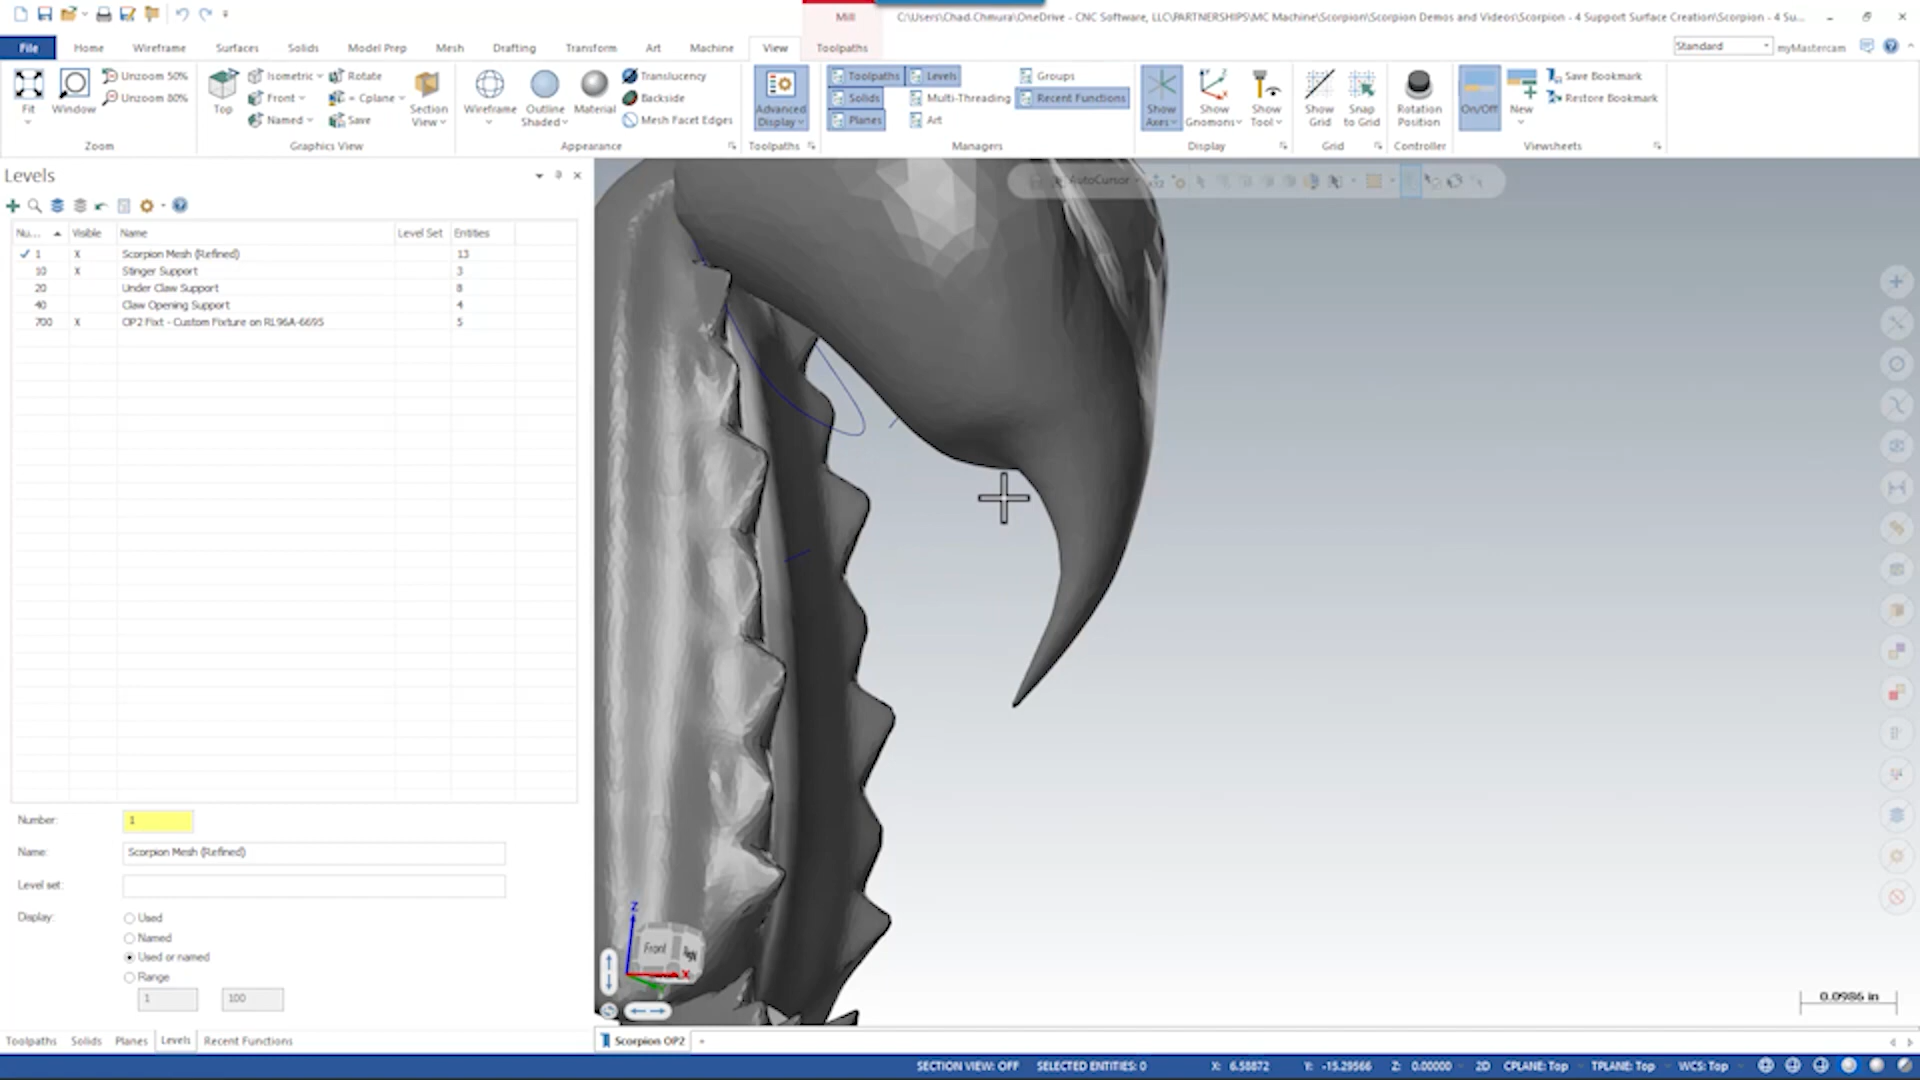 Mill
C:\Users\Chad.Chmura\OneDrive - CNC Software, LLC\PARTNERSHIPS\MC Machine\Scorpion\Scorpion Demos and Videos\Scorpion - 4 Support Surface Creation\Scorpion - 4 Su...
File Home Wireframe Surfaces Solids Model Prep Mesh Drafting Transform Art Machine View Toolpaths Standard myMastercam
Unzoom 50% Isometric Rotate Translucency Toolpaths Levels Groups Save Bookmark
Unzoom 80% Front = Cplane Backside Solids Multi-Threading Recent Functions Restore Bookmark
Fit Window Top Section View Wireframe Outline Shaded Material Advanced Display Show Axes Show Gnomons Show Tool Show Grid Snap to Grid Rotation Position On/Off New
Named Save Mesh Facet Edges Planes Art
Zoom Graphics View Appearance Toolpaths Managers Display Grid Controller Viewsheets
Levels
AutoCursor
Nu... Visible Name Level Set Entities
1 X Scorpion Mesh (Refined) 13
10 X Stinger Support 3
20 Under Claw Support 8
40 Claw Opening Support 4
700 X OP2 Fixt - Custom Fixture on RL96A-6695 5
Number: 1
Name: Scorpion Mesh (Refined)
Level set:
Display: Used
Named
Used or named
Range
1 100
Z
Front Right
X
0.0986 in
Toolpaths Solids Planes Levels Recent Functions
Scorpion OP2
SECTION VIEW: OFF SELECTED ENTITIES: 0 X: 6.58872 Y: -15.29566 Z: 0.00000 2D CPLANE: Top TPLANE: Top WCS: Top